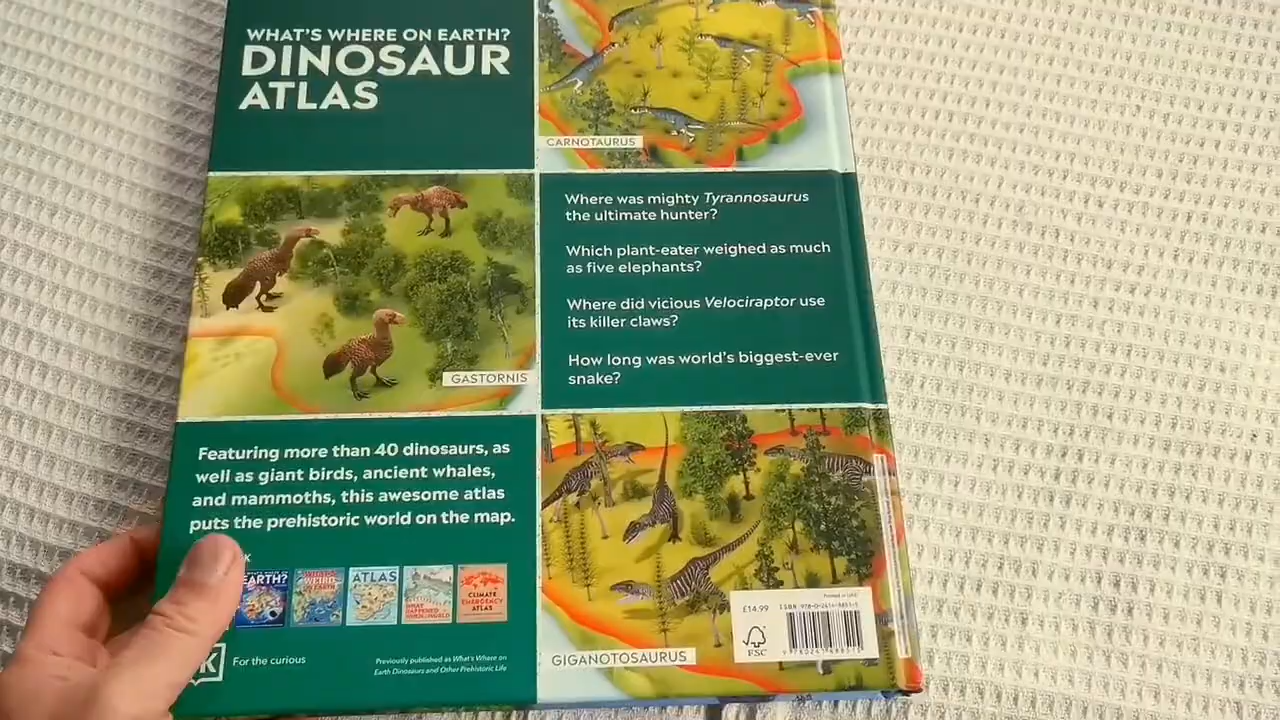 WHAT'S WHERE ON EARTH?
DINOSAUR
ATLAS
CARNOTAURUS
GASTORNIS
Where was mighty Tyrannosaurus
the ultimate hunter?
Which plant-eater weighed as much
as five elephants?
Where did vicious Velociraptor use
its killer claws?
How long was world's biggest-ever
snake?
Featuring more than 40 dinosaurs, as
well as giant birds, ancient whales,
and mammoths, this awesome atlas
puts the prehistoric world on the map.
EARTH?
ATLAS
CLIMATE
EMERGENCY
ATLAS
For the curious
Previously published as What's Where on
Earth Dinosaurs and Other Prehistoric Life
GIGANOTOSAURUS
Printed in UAE
£14.99
FSC